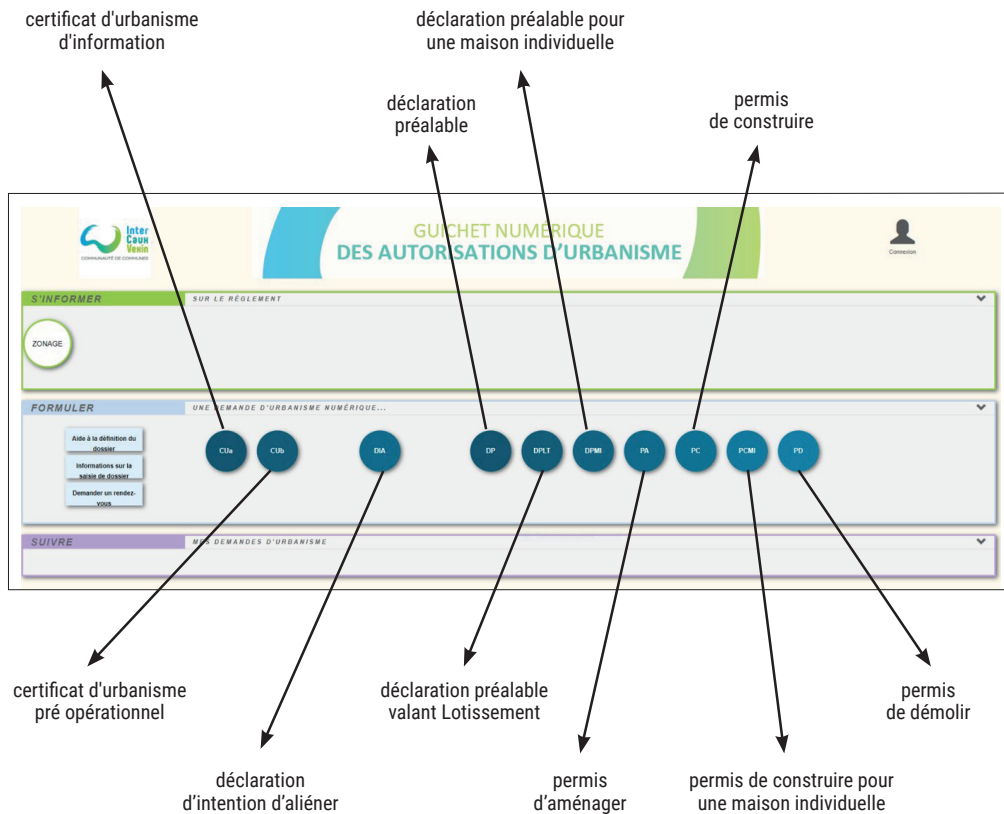 certificat d'urbanisme
d'information
déclaration préalable pour
une maison individuelle
déclaration
préalable
permis
de construire
Inter
Caux
Vexin
COMMUNAUTÉ DE COMMUNES
GUICHET NUMÉRIQUE
DES AUTORISATIONS D'URBANISME
Connexion
S'INFORMER
SUR LE RÈGLEMENT
ZONAGE
FORMULER
UNE DEMANDE D'URBANISME NUMÉRIQUE...
Aide à la définition du
dossier
Informations sur la
saisie de dossier
Demander un rendez-
vous
CUa
CUb
DIA
DP
DPLT
DPMI
PA
PC
PCMI
PD
SUIVRE
MES DEMANDES D'URBANISME
certificat d'urbanisme
pré opérationnel
déclaration préalable
valant Lotissement
permis
de démolir
déclaration
d’intention d’aliéner
permis
d’aménager
permis de construire pour
une maison individuelle